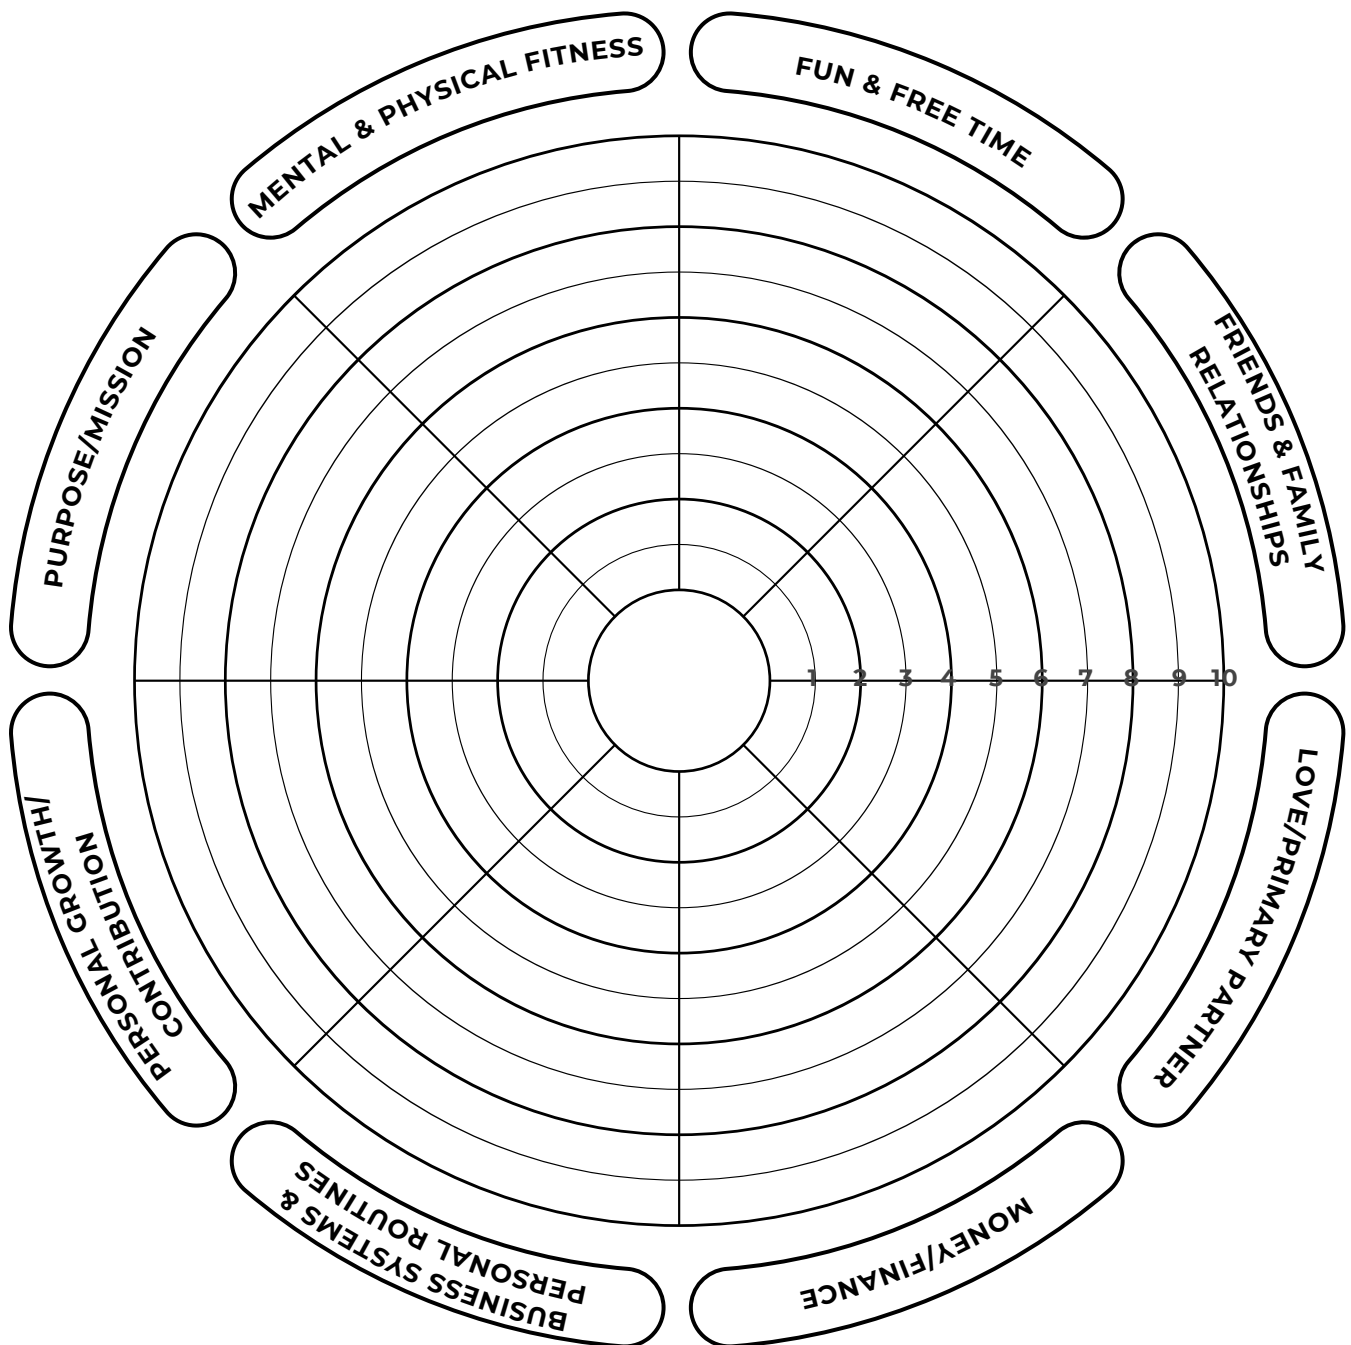 MENTAL & PHYSICAL FITNESS
FUN & FREE TIME
FRIENDS & FAMILY
RELATIONSHIPS
LOVE/PRIMARY PARTNER
MONEY/FINANCE
BUSINESS SYSTEMS &
PERSONAL ROUTINES
PERSONAL GROWTH/
CONTRIBUTION
PURPOSE/MISSION
1 2 3 4 5 6 7 8 9 10